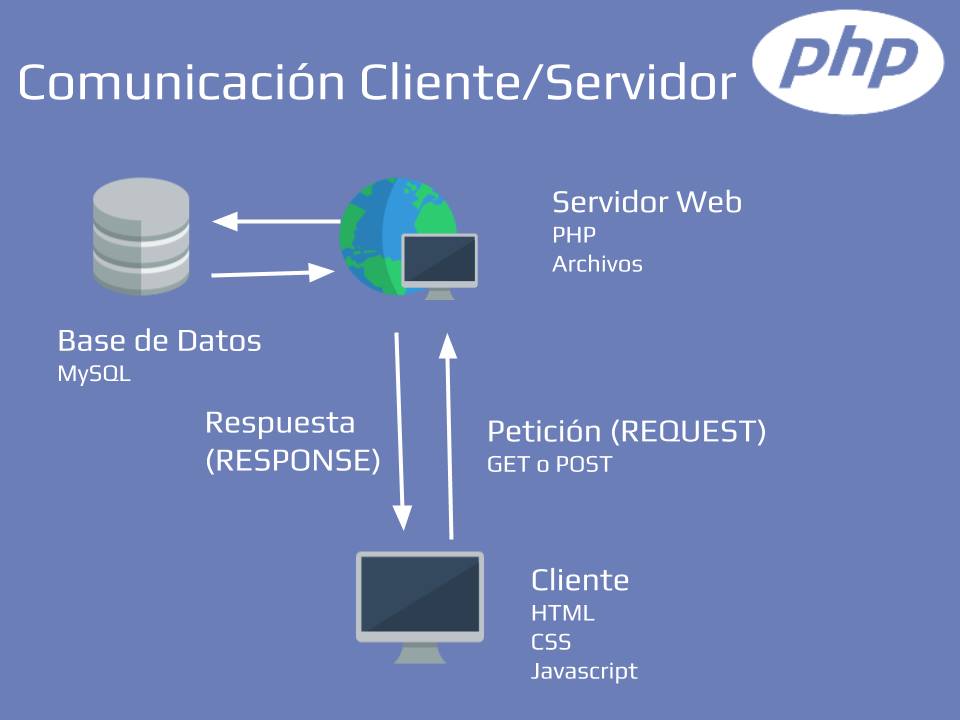 Comunicación Cliente/Servidor
php
Servidor Web
PHP
Archivos
Base de Datos
MySQL
Respuesta
(RESPONSE)
Petición (REQUEST)
GET o POST
Cliente
HTML
CSS
Javascript